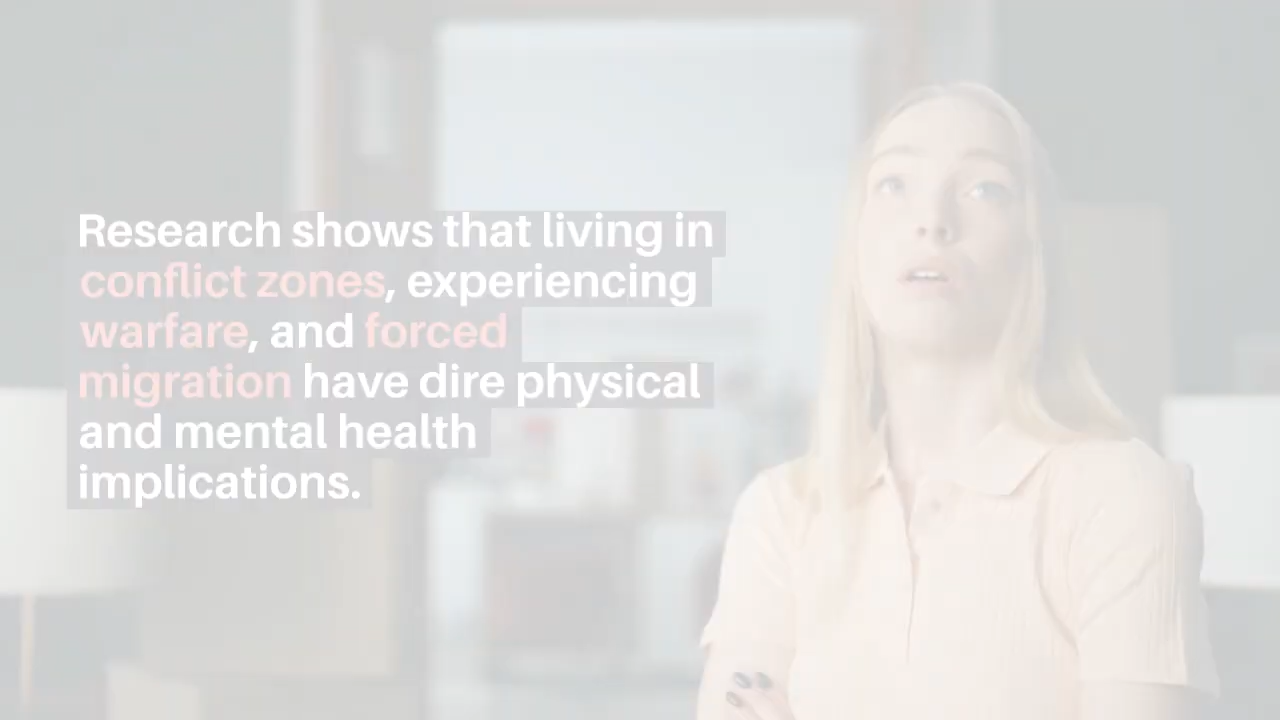 Research shows that living in
conflict zones, experiencing
warfare, and forced
migration have dire physical
and mental health
implications.